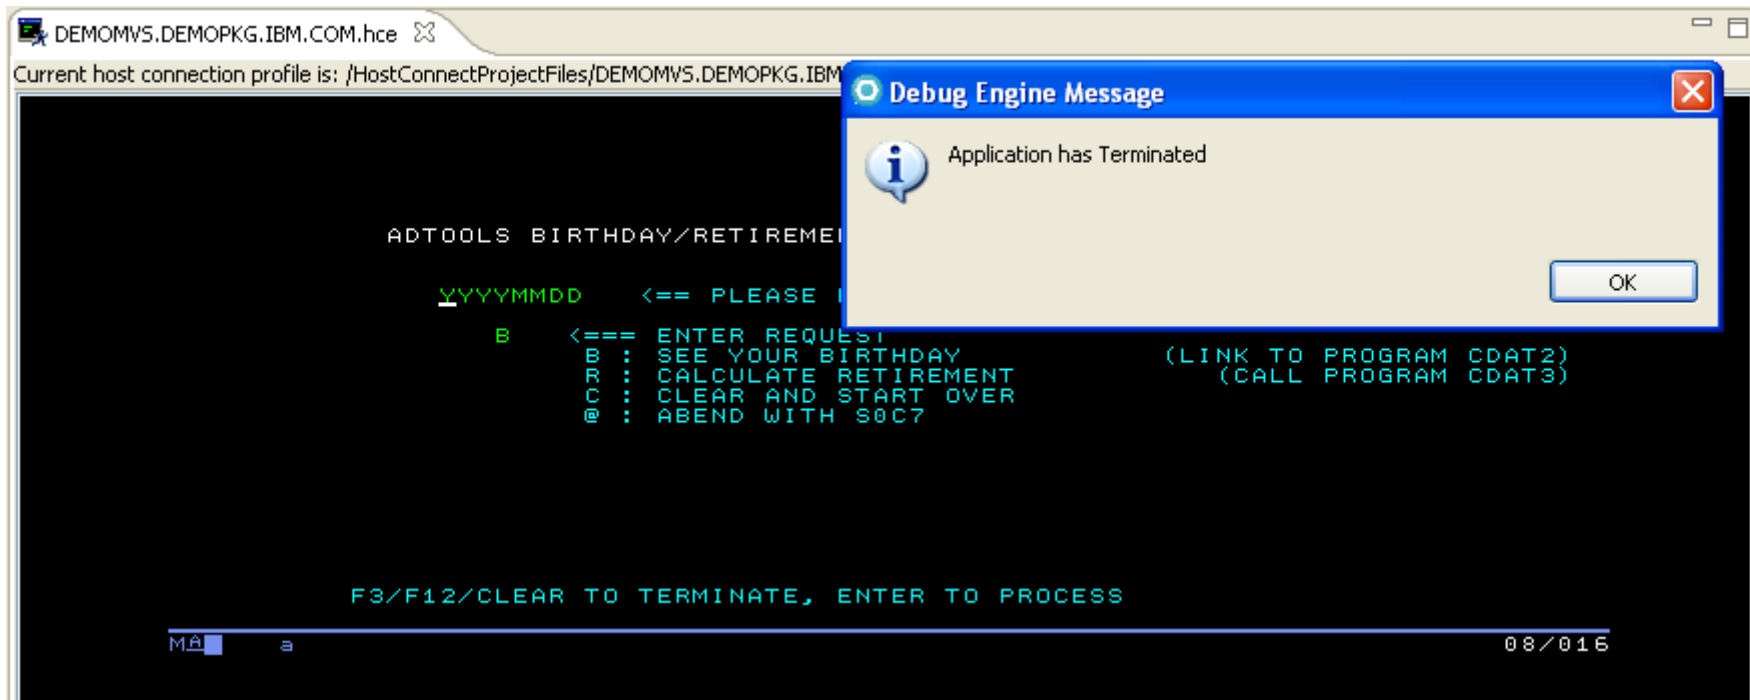 DEMOMVS.DEMOPKG.IBM.COM.hce
Current host connection profile is: /HostConnectProjectFiles/DEMOMVS.DEMOPKG.IBM
Debug Engine Message
Application has Terminated
OK
ADTOOLS BIRTHDAY/RETIREME
YYYYMMDD <== PLEASE
B <=== ENTER REQUEST
B : SEE YOUR BIRTHDAY (LINK TO PROGRAM CDAT2)
R : CALCULATE RETIREMENT (CALL PROGRAM CDAT3)
C : CLEAR AND START OVER
@ : ABEND WITH S0C7
F3/F12/CLEAR TO TERMINATE, ENTER TO PROCESS
MA a 08/016